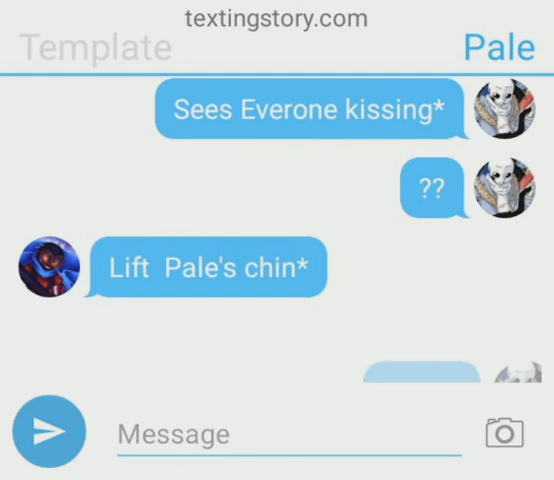 textingstory.com
Template Pale
Sees Everone kissing*
??
Lift Pale's chin*
Message